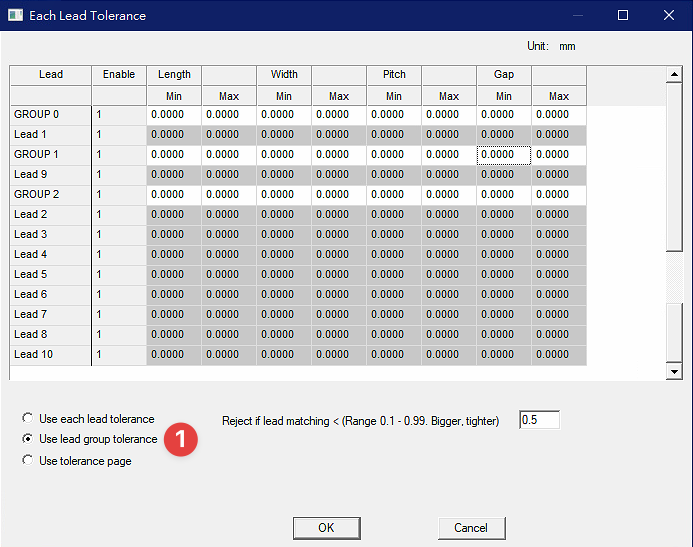 Each Lead Tolerance
Unit: mm
Lead Enable Length Width Pitch Gap
Min Max Min Max Min Max Min Max
GROUP 0 1 0.0000 0.0000 0.0000 0.0000 0.0000 0.0000 0.0000 0.0000
Lead 1 1 0.0000 0.0000 0.0000 0.0000 0.0000 0.0000 0.0000 0.0000
GROUP 1 1 0.0000 0.0000 0.0000 0.0000 0.0000 0.0000 0.0000 0.0000
Lead 9 1 0.0000 0.0000 0.0000 0.0000 0.0000 0.0000 0.0000 0.0000
GROUP 2 1 0.0000 0.0000 0.0000 0.0000 0.0000 0.0000 0.0000 0.0000
Lead 2 1 0.0000 0.0000 0.0000 0.0000 0.0000 0.0000 0.0000 0.0000
Lead 3 1 0.0000 0.0000 0.0000 0.0000 0.0000 0.0000 0.0000 0.0000
Lead 4 1 0.0000 0.0000 0.0000 0.0000 0.0000 0.0000 0.0000 0.0000
Lead 5 1 0.0000 0.0000 0.0000 0.0000 0.0000 0.0000 0.0000 0.0000
Lead 6 1 0.0000 0.0000 0.0000 0.0000 0.0000 0.0000 0.0000 0.0000
Lead 7 1 0.0000 0.0000 0.0000 0.0000 0.0000 0.0000 0.0000 0.0000
Lead 8 1 0.0000 0.0000 0.0000 0.0000 0.0000 0.0000 0.0000 0.0000
Lead 10 1 0.0000 0.0000 0.0000 0.0000 0.0000 0.0000 0.0000 0.0000
Use each lead tolerance
Reject if lead matching < (Range 0.1 - 0.99. Bigger, tighter) 0.5
Use lead group tolerance 1
Use tolerance page
OK Cancel